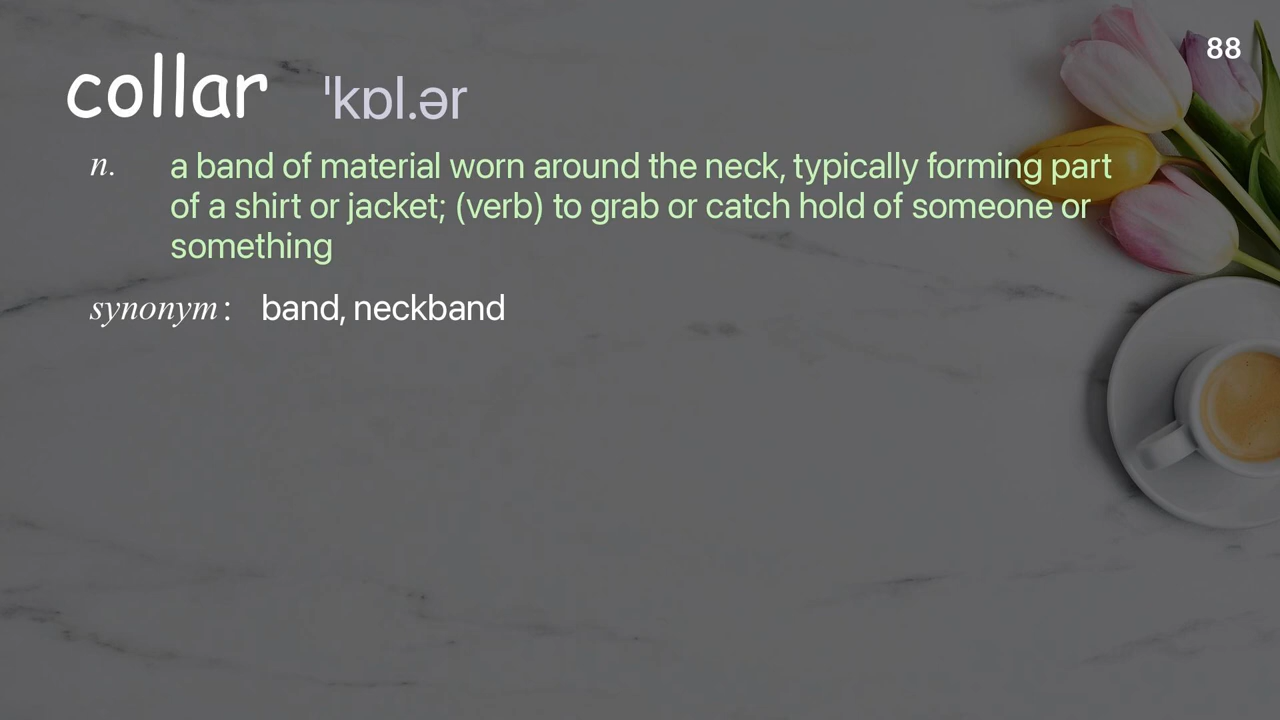 88
collar ˈkɒl.ər
n. a band of material worn around the neck, typically forming part
of a shirt or jacket; (verb) to grab or catch hold of someone or
something
synonym: band, neckband